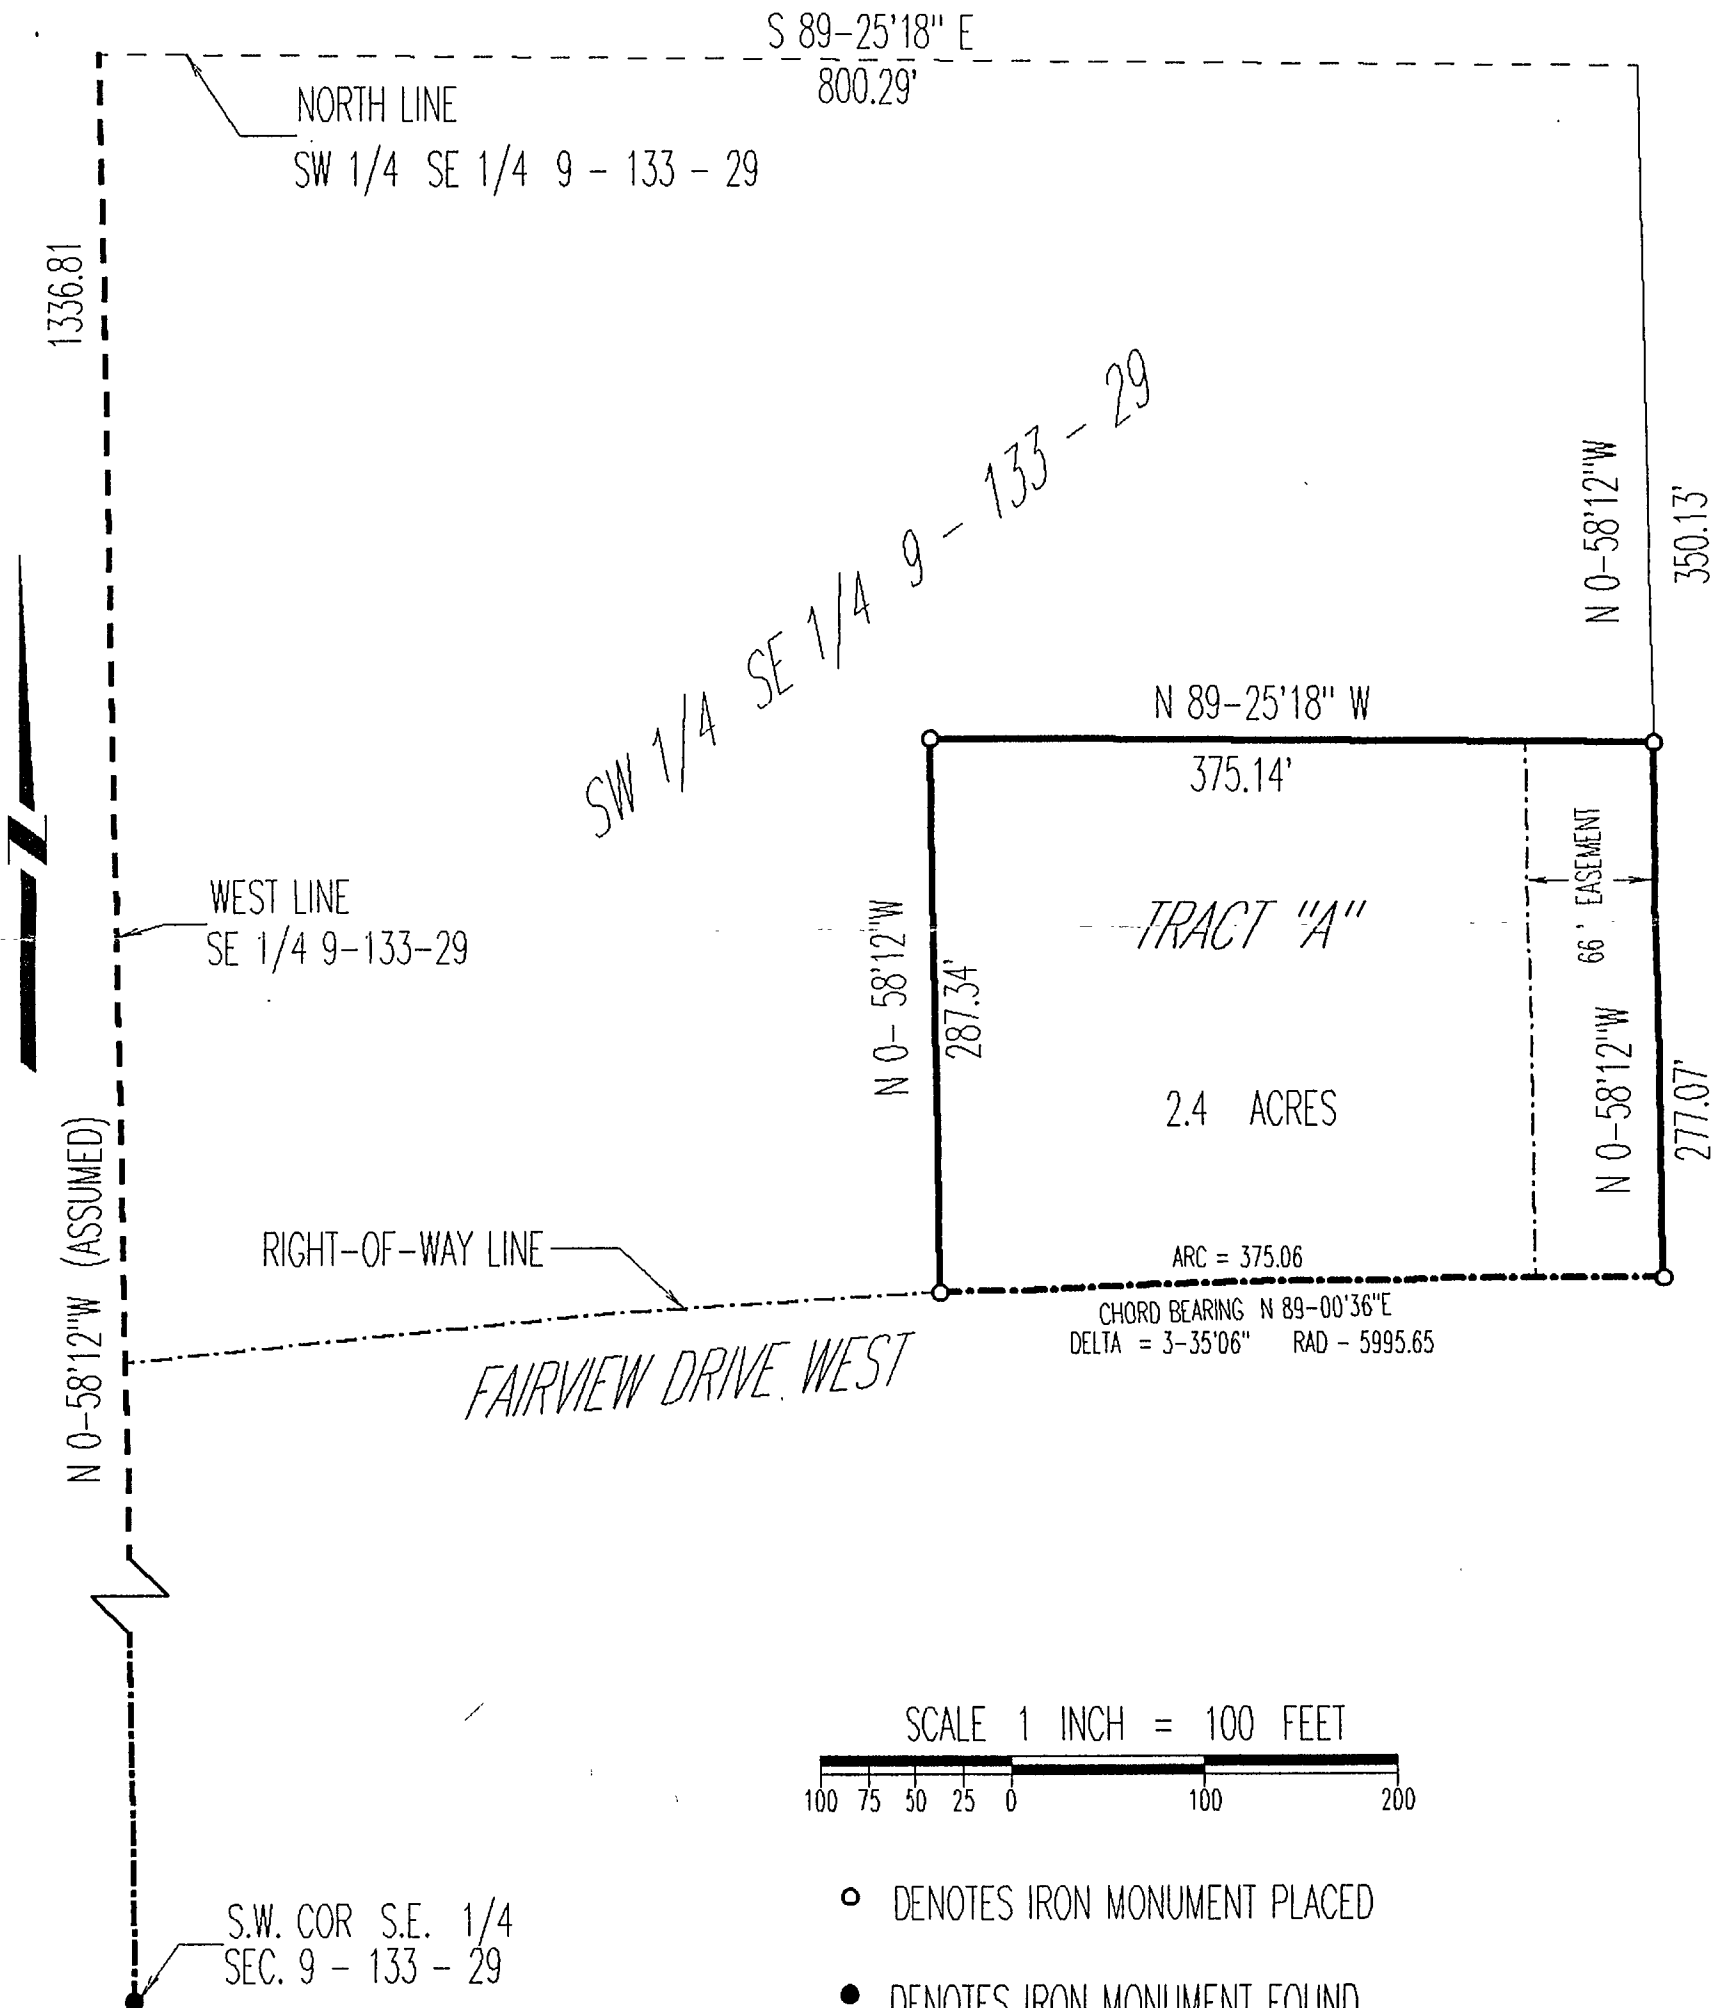 S 89-25'18" E
800.29'
NORTH LINE
SW 1/4 SE 1/4 9 - 133 - 29
1336.81
SW 1/4 SE 1/4 9 - 133 - 29
N 0-58'12"W
350.13'
N 89-25'18" W
375.14'
N
WEST LINE
SE 1/4 9-133-29
N 0- 58'12"W
287.34'
TRACT "A"
66' EASEMENT
2.4 ACRES
N 0-58'12"W
277.07'
N 0-58'12"W (ASSUMED)
RIGHT-OF-WAY LINE
ARC = 375.06
CHORD BEARING N 89-00'36"E
DELTA = 3-35'06" RAD - 5995.65
FAIRVIEW DRIVE WEST
SCALE 1 INCH = 100 FEET
100 75 50 25 0 100 200
DENOTES IRON MONUMENT PLACED
S.W. COR S.E. 1/4
SEC. 9 - 133 - 29
DENOTES IRON MONUMENT FOUND